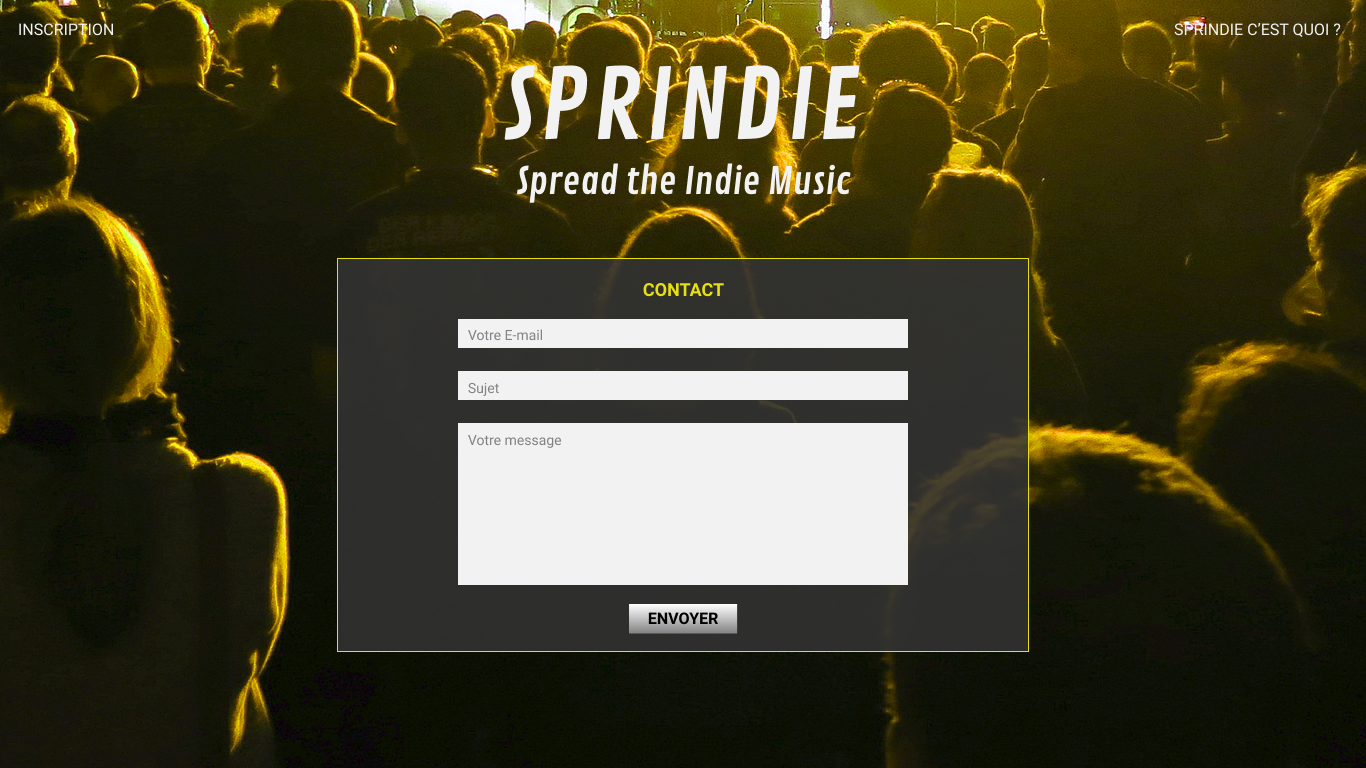 INSCRIPTION
SPRINDIE C'EST QUOI ?
SPRINDIE
Spread the Indie Music
CONTACT
Votre E-mail
Sujet
Votre message
ENVOYER